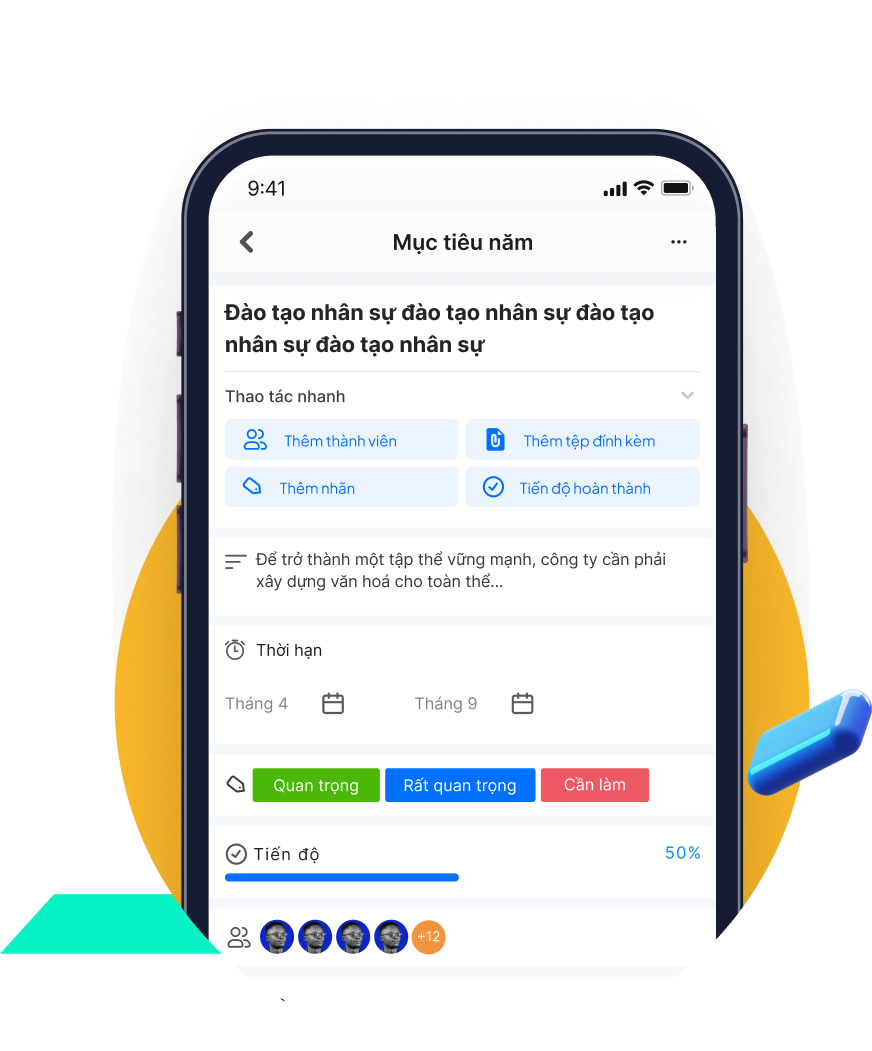 9:41
Mục tiêu năm
Đào tạo nhân sự đào tạo nhân sự đào tạo
nhân sự đào tạo nhân sự
Thao tác nhanh
Thêm thành viên
Thêm tệp đính kèm
Thêm nhãn
Tiến độ hoàn thành
Để trở thành một tập thể vững mạnh, công ty cần phải
xây dựng văn hoá cho toàn thể...
Thời hạn
Tháng 4
Tháng 9
Quan trọng
Rất quan trọng
Cần làm
Tiến độ
50%
+12